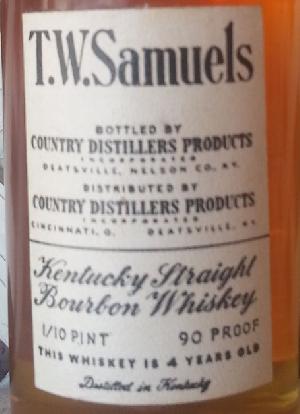 T.W.Samuels
BOTTLED BY
COUNTRY DISTILLERS PRODUCTS
INCORPORATED
DEATSVILLE, NELSON CO., KY.
DISTRIBUTED BY
COUNTRY DISTILLERS PRODUCTS
INCORPORATED
CINCINNATI, O. DEATSVILLE, KY.
Kentucky Straight
Bourbon Whiskey
1/10 PINT 90 PROOF
THIS WHISKEY IS 4 YEARS OLD
Distilled in Kentucky